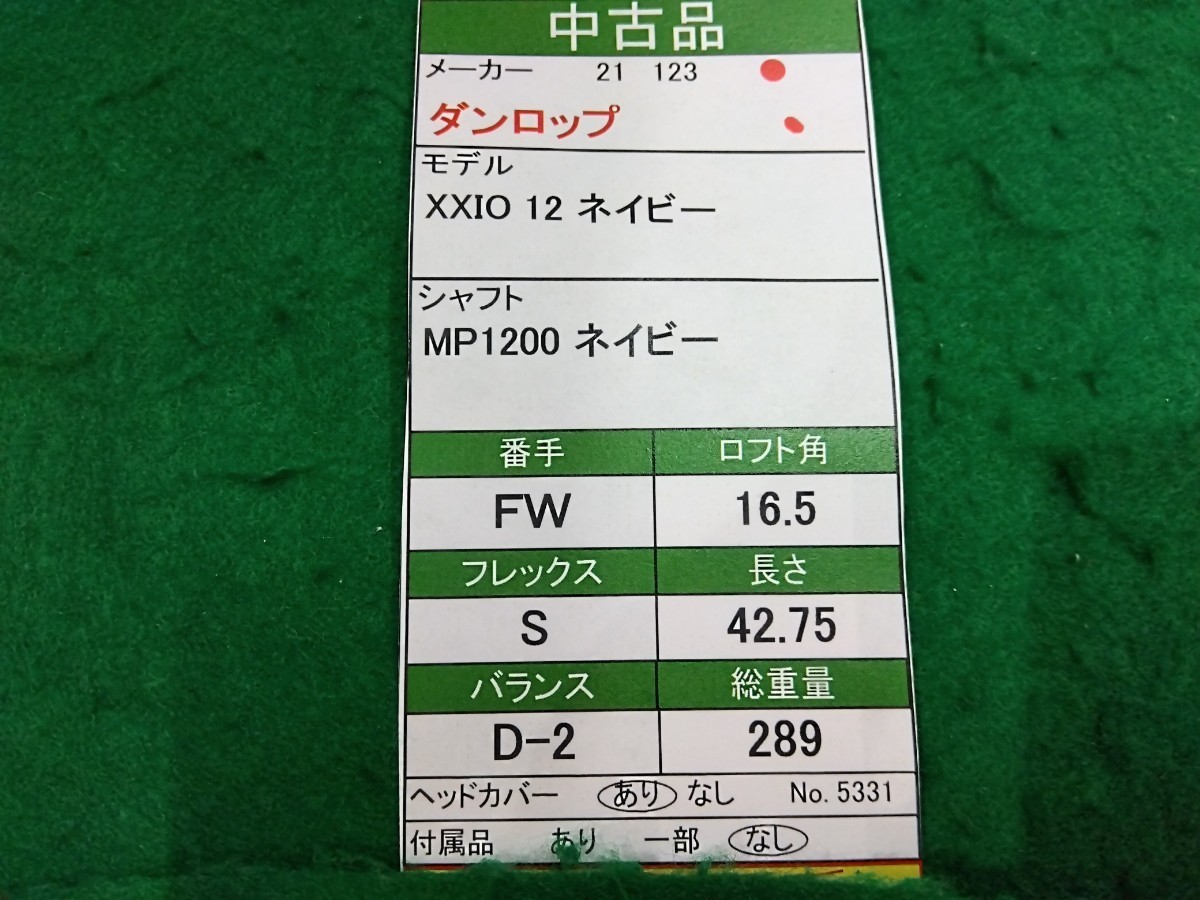 中古品
メーカー 21 123
ダンロップ
モデル
XXIO 12 ネイビー
シャフト
MP1200 ネイビー
番手 ロフト角
FW 16.5
フレックス 長さ
S 42.75
バランス 総重量
D-2 289
ヘッドカバー あり なし No. 5331
付属品 あり 一部 なし